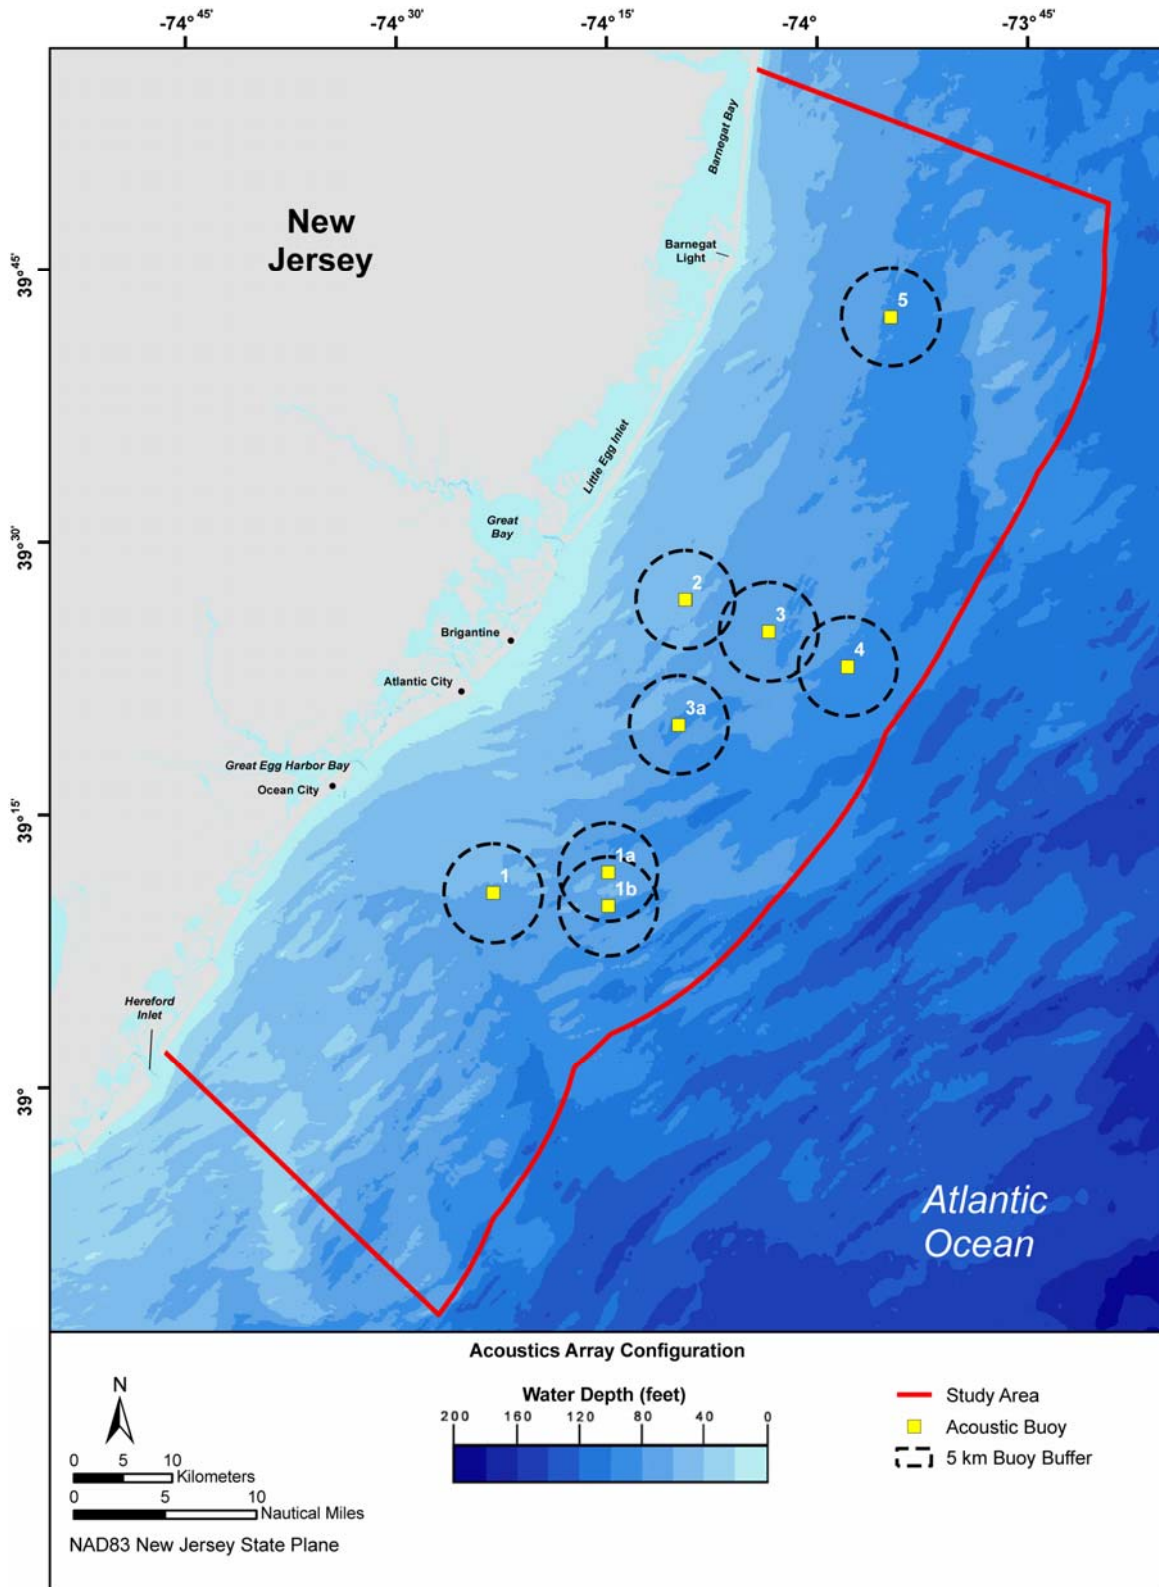 -74°45' -74°30' -74°15' -74° -73°45'
Barnegat Bay
New
Jersey
Barnegat
Light
39°45'
5
Little Egg Inlet
Great
Bay
39°30'
2
3
Brigantine
4
Atlantic City
3a
Great Egg Harbor Bay
Ocean City
39°15'
1a
1
1b
Hereford
Inlet
39°
Atlantic
Ocean
Acoustics Array Configuration
N
Water Depth (feet)
200 160 120 80 40 0
Study Area
Acoustic Buoy
5 km Buoy Buffer
0 5 10
Kilometers
0 5 10
Nautical Miles
NAD83 New Jersey State Plane